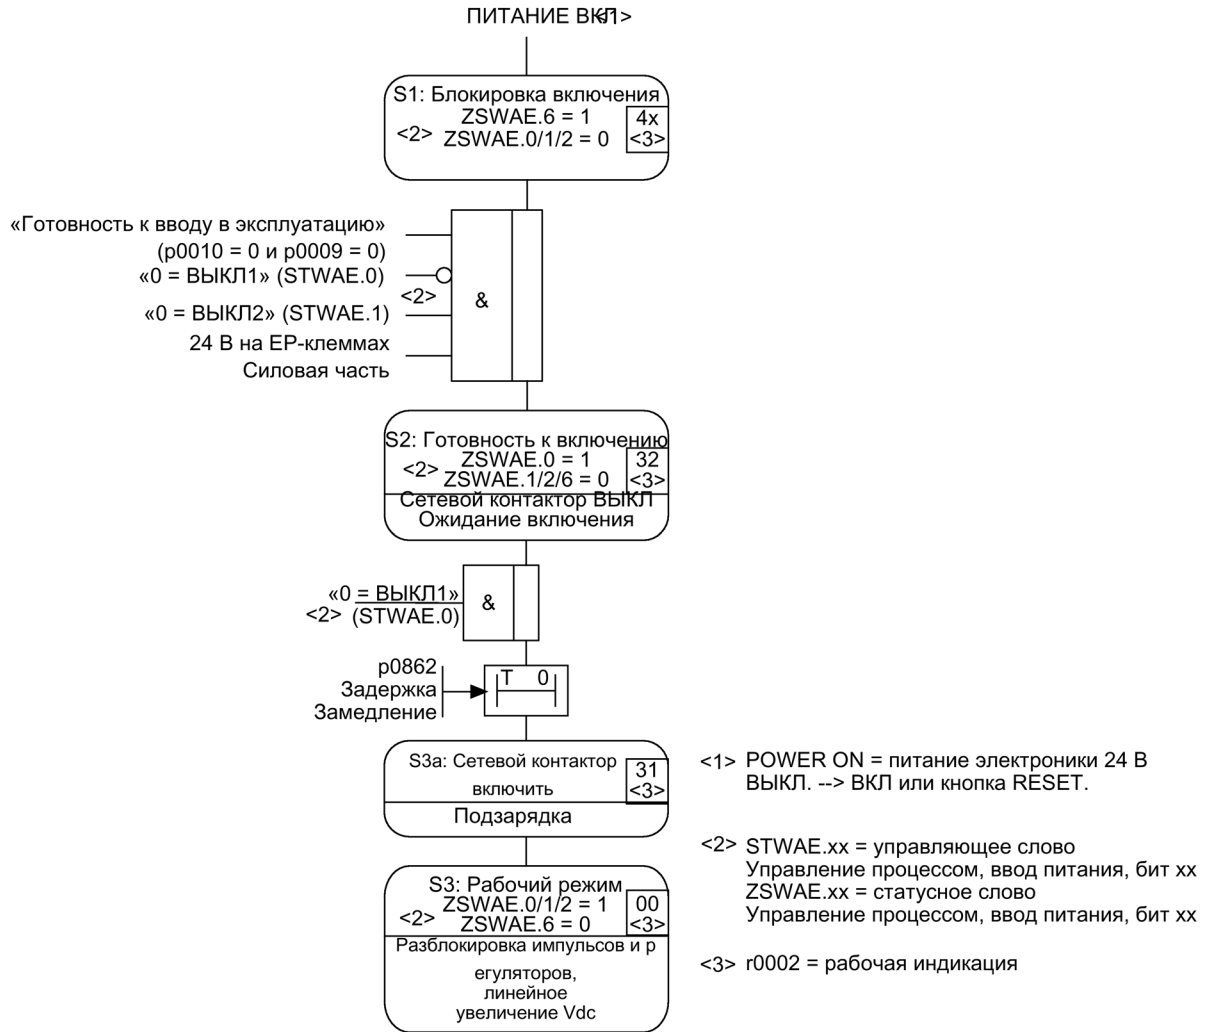 ПИТАНИЕ ВКЛ <1>
S1: Блокировка включения
ZSWAE.6 = 1
4x
<2> ZSWAE.0/1/2 = 0
<3>
«Готовность к вводу в эксплуатацию»
(p0010 = 0 и p0009 = 0)
«0 = ВЫКЛ1» (STWAE.0)
<2>
&
«0 = ВЫКЛ2» (STWAE.1)
24 В на EP-клеммах
Силовая часть
S2: Готовность к включению
ZSWAE.0 = 1
32
<2>
ZSWAE.1/2/6 = 0
<3>
Сетевой контактор ВЫКЛ
Ожидание включения
«0 = ВЫКЛ1»
&
<2> (STWAE.0)
p0862
Задержка
Замедление
T 0
S3a: Сетевой контактор
включить
31
<3>
Подзарядка
S3: Рабочий режим
ZSWAE.0/1/2 = 1
00
<2>
ZSWAE.6 = 0
<3>
Разблокировка импульсов и р
егуляторов,
линейное
увеличение Vdc
<1> POWER ON = питание электроники 24 В
ВЫКЛ. --> ВКЛ или кнопка RESET.
<2> STWAE.xx = управляющее слово
Управление процессом, ввод питания, бит xx
ZSWAE.xx = статусное слово
Управление процессом, ввод питания, бит xx
<3> r0002 = рабочая индикация